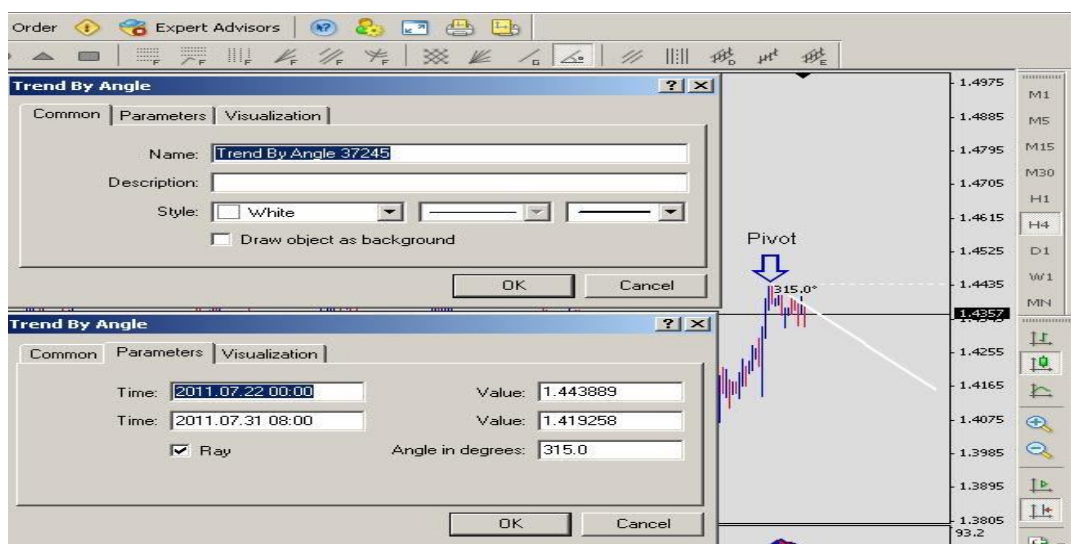 Order Expert Advisors
Trend By Angle
Common Parameters Visualization
Name: Trend By Angle 37245
Description:
Style: White
Draw object as background
OK Cancel
Trend By Angle
Common Parameters Visualization
Time: 2011.07.22 00:00 Value: 1.443889
Time: 2011.07.31 08:00 Value: 1.419258
Ray Angle in degrees: 315.0
OK Cancel
Pivot
315.0°
1.4975
1.4885
1.4795
1.4705
1.4615
1.4525
1.4435
1.4357
1.4255
1.4165
1.4075
1.3985
1.3895
1.3805
93.2
M1
M5
M15
M30
H1
H4
D1
W1
MN